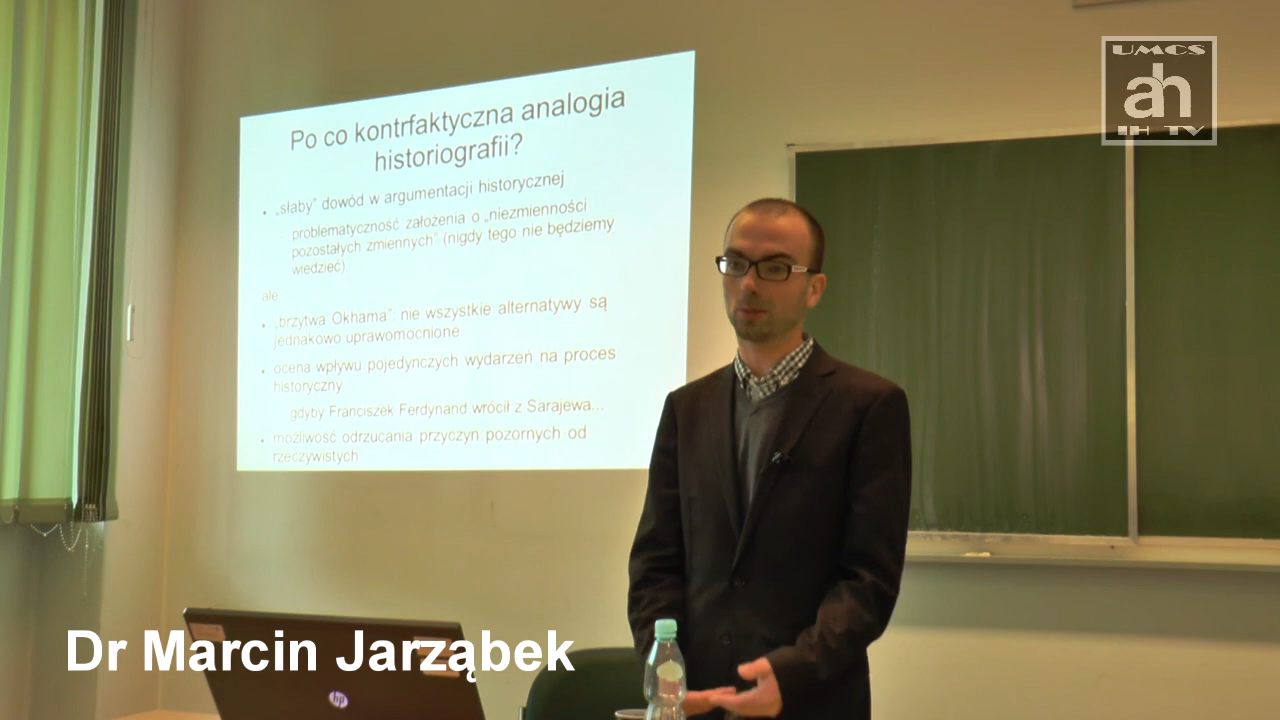 UMCS
ah
IH TV
Po co kontrfaktyczna analogia
historiografii?
• „słaby” dowód w argumentacji historycznej
problematyczność założenia o „niezmienności
pozostałych zmiennych” (nigdy tego nie będziemy
wiedzieć)
ale
• „brzytwa Okhama”: nie wszystkie alternatywy są
jednakowo uprawomocnione
• ocena wpływu pojedynczych wydarzeń na proces
historyczny
gdyby Franciszek Ferdynand wrócił z Sarajewa...
• możliwość odrzucania przyczyn pozornych od
rzeczywistych
Dr Marcin Jarząbek
hp